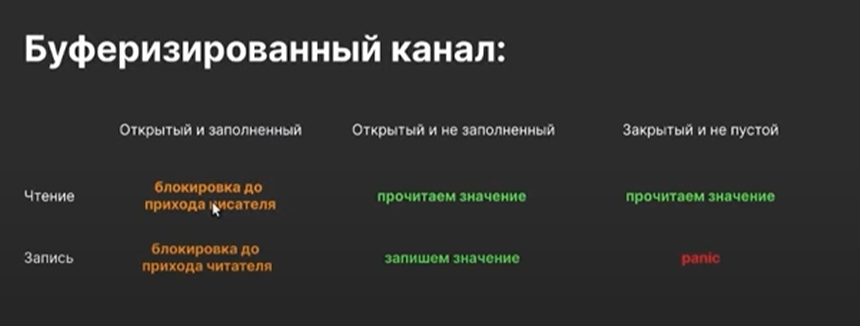 Буферизированный канал:
Открытый и заполненный Открытый и не заполненный Закрытый и не пустой
Чтение блокировка до прихода писателя прочитаем значение прочитаем значение
Запись блокировка до прихода читателя запишем значение panic